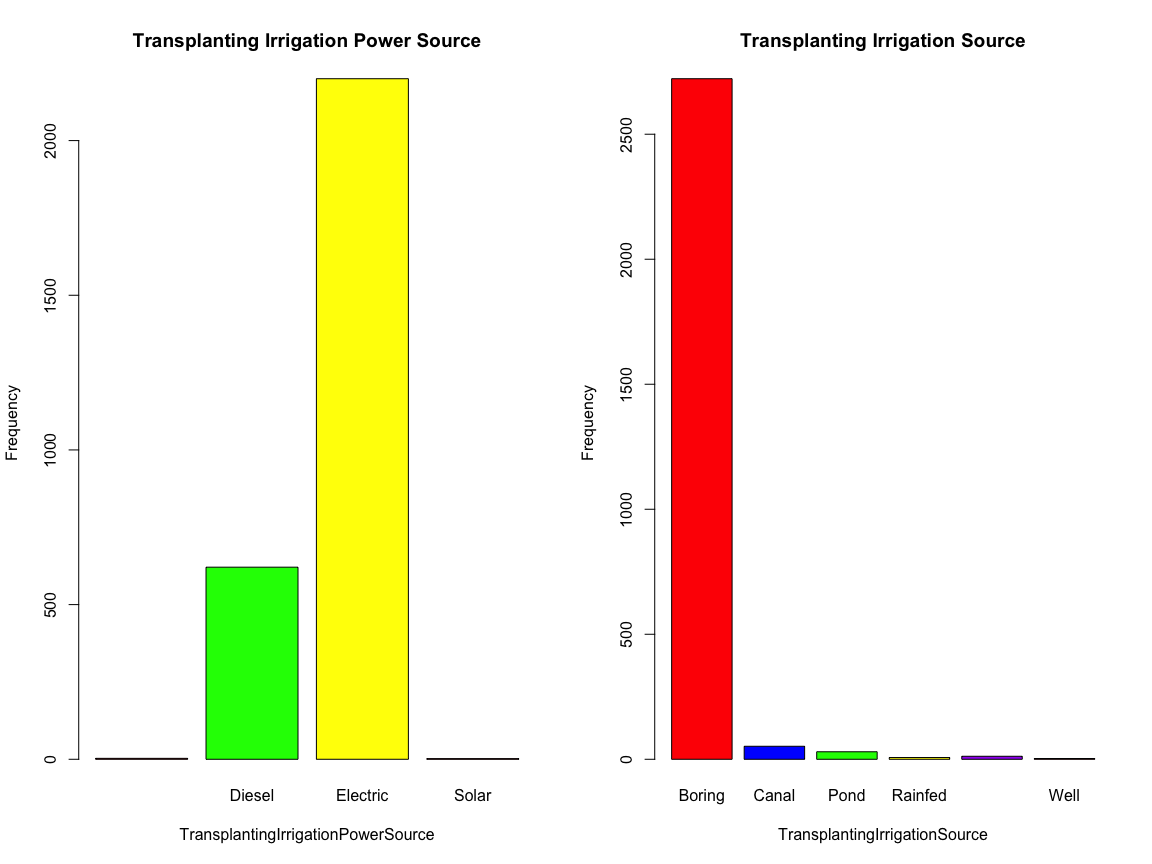 Transplanting Irrigation Power Source
Frequency
2000
1500
1000
500
0
Diesel Electric Solar
TransplantingIrrigationPowerSource
Transplanting Irrigation Source
Frequency
2500
2000
1500
1000
500
0
Boring Canal Pond Rainfed Well
TransplantingIrrigationSource